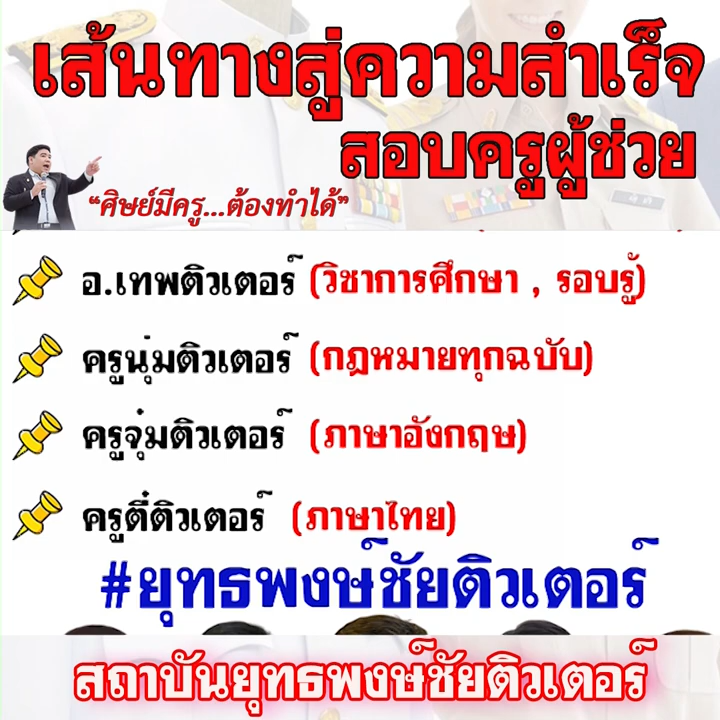 เส้นทางสู่ความสำเร็จ
สอบครูผู้ช่วย
“ศิษย์มีครู...ต้องทำได้”
อ.เทพติวเตอร์ (วิชาการศึกษา , รอบรู้)
ครูนุ่มติวเตอร์ (กฎหมายทุกฉบับ)
ครูจุ๋มติวเตอร์ (ภาษาอังกฤษ)
ครูตี๋ติวเตอร์ (ภาษาไทย)
#ยุทธพงษ์ชัยติวเตอร์
สถาบันยุทธพงษ์ชัยติวเตอร์